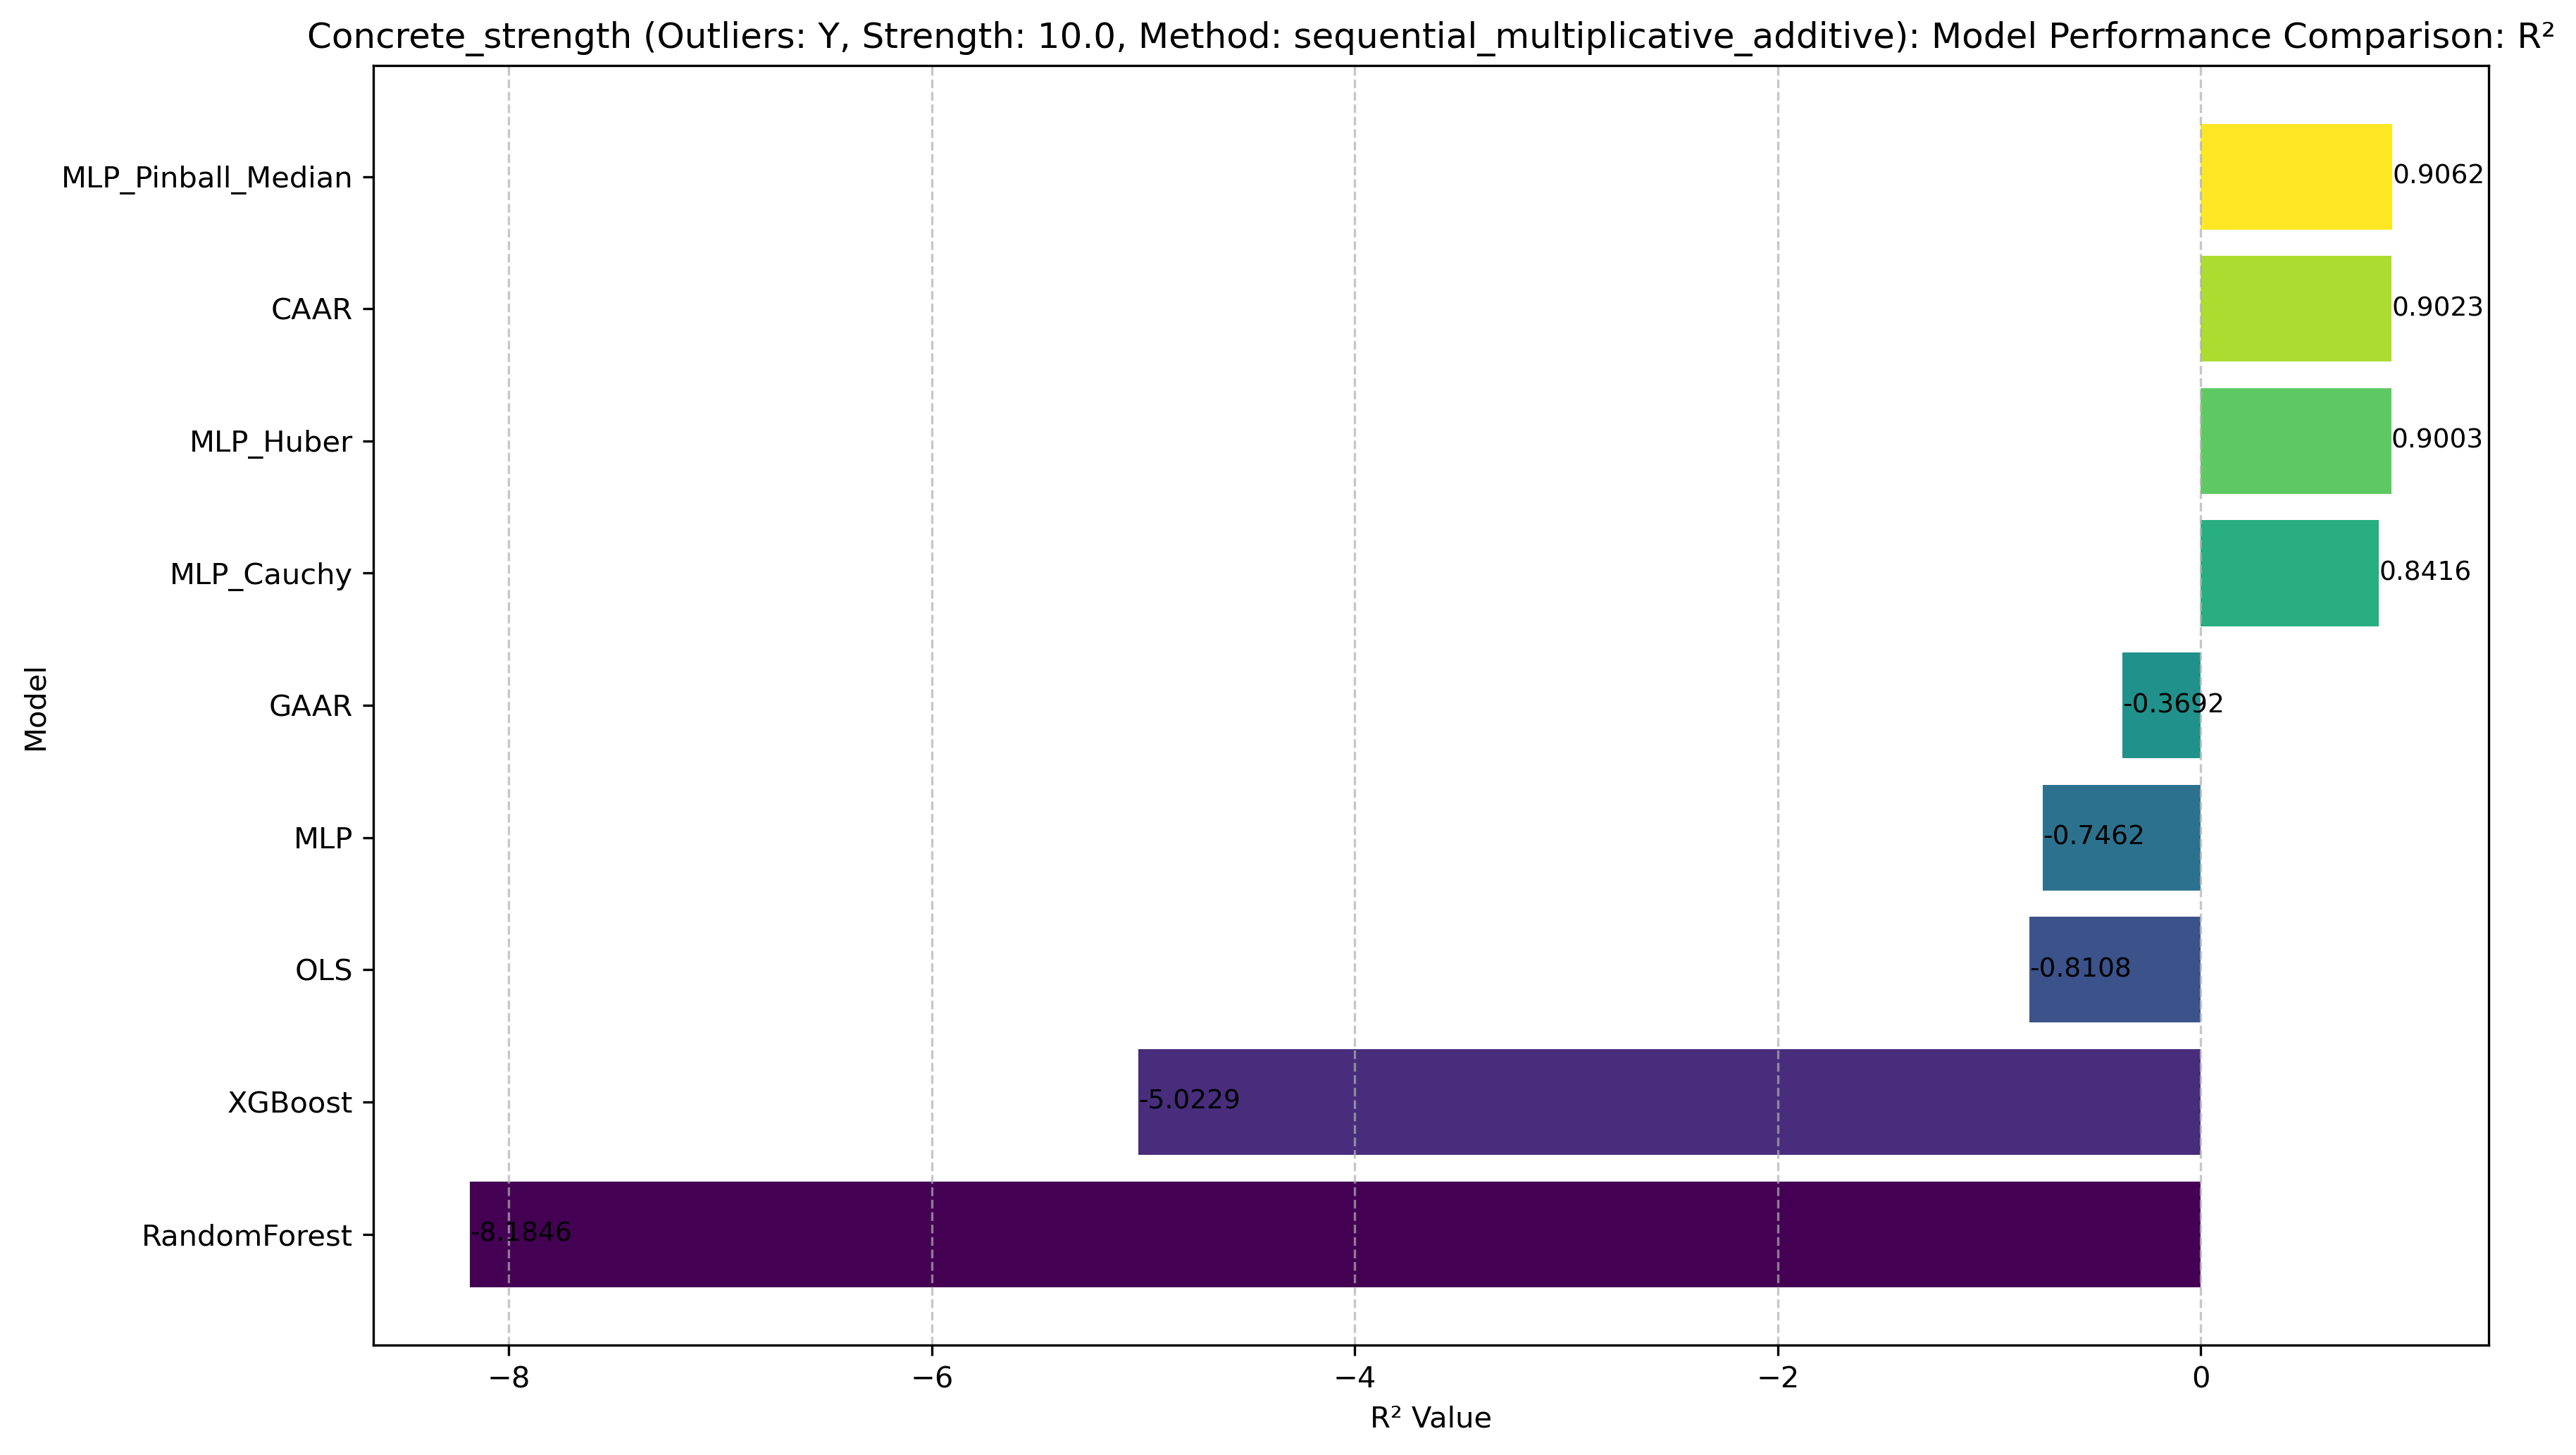 Concrete_strength (Outliers: Y, Strength: 10.0, Method: sequential_multiplicative_additive): Model Performance Comparison: R²
MLP_Pinball_Median
0.9062
CAAR
0.9023
MLP_Huber
0.9003
MLP_Cauchy
0.8416
GAAR
-0.3692
MLP
-0.7462
OLS
-0.8108
XGBoost
-5.0229
RandomForest
-8.1846
Model
−8 −6 −4 −2 0
R² Value